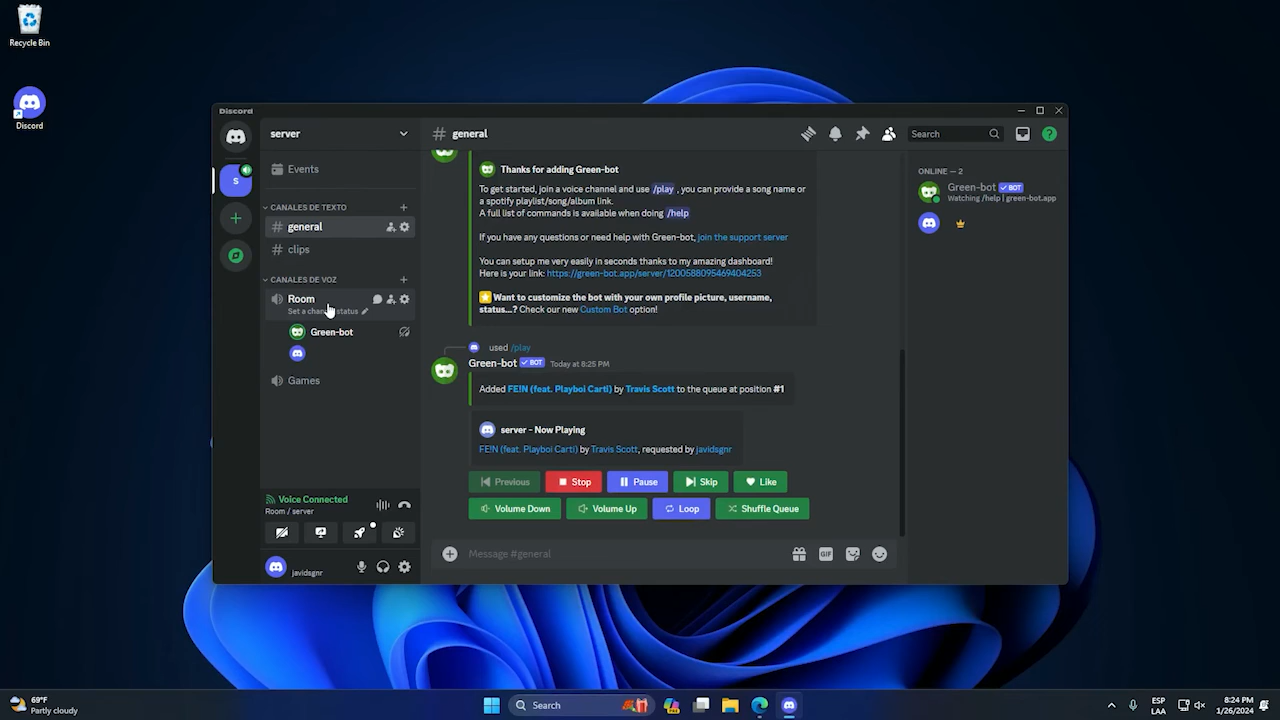 Recycle Bin
Discord
Discord
server
Events
CANALES DE TEXTO
general
clips
CANALES DE VOZ
Room
Set a channel status
Green-bot
Games
Voice Connected
Room / server
javidsgnr
general
Search
Thanks for adding Green-bot
To get started, join a voice channel and use /play , you can provide a song name or
a spotify playlist/song/album link.
A full list of commands is available when doing /help
If you have any questions or need help with Green-bot, join the support server
You can setup me very easily in seconds thanks to my amazing dashboard!
Here is your link: https://green-bot.app/server/1200588095469404253
Want to customize the bot with your own profile picture, username,
status...? Check our new Custom Bot option!
used /play
Green-bot ✓ BOT Today at 8:25 PM
Added FE!N (feat. Playboi Carti) by Travis Scott to the queue at position #1
server - Now Playing
FE!N (feat. Playboi Carti) by Travis Scott, requested by javidsgnr
Previous Stop Pause Skip Like
Volume Down Volume Up Loop Shuffle Queue
Message #general
GIF
ONLINE — 2
Green-bot ✓ BOT
Watching /help | green-bot.app
S
69°F
Partly cloudy
Search
ESP
LAA
8:24 PM
1/26/2024